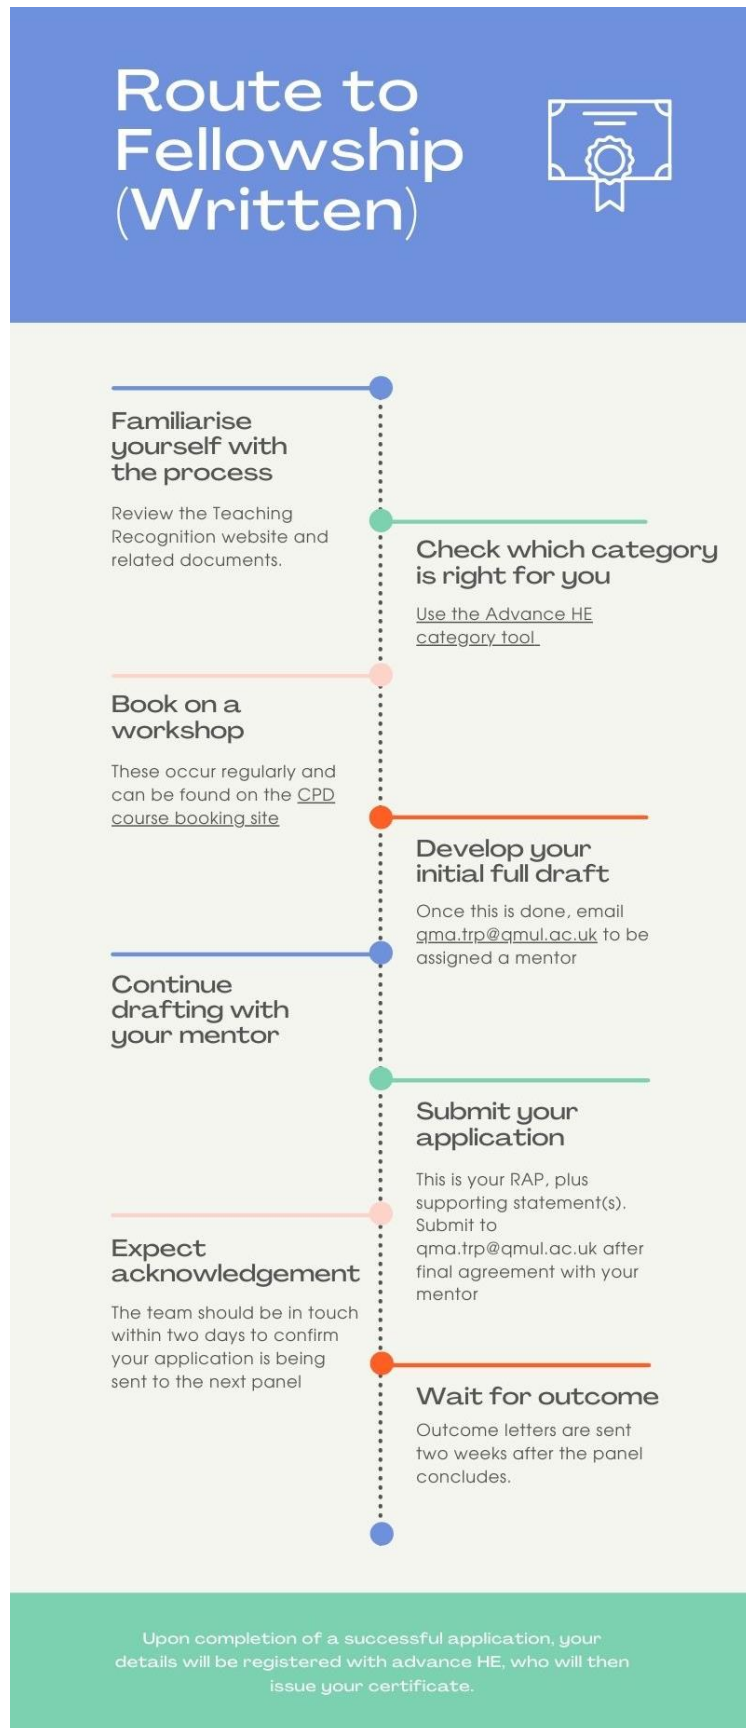 Route to
Fellowship
(Written)
Familiarise
yourself with
the process
Review the Teaching
Recognition website and
related documents.
Check which category
is right for you
Use the Advance HE
category tool
Book on a
workshop
These occur regularly and
can be found on the CPD
course booking site
Develop your
initial full draft
Once this is done, email
qma.trp@qmul.ac.uk to be
assigned a mentor
Continue
drafting with
your mentor
Submit your
application
This is your RAP, plus
supporting statement(s).
Submit to
qma.trp@qmul.ac.uk after
final agreement with your
mentor
Expect
acknowledgement
The team should be in touch
within two days to confirm
your application is being
sent to the next panel
Wait for outcome
Outcome letters are sent
two weeks after the panel
concludes.
Upon completion of a successful application, your
details will be registered with advance HE, who will then
issue your certificate.